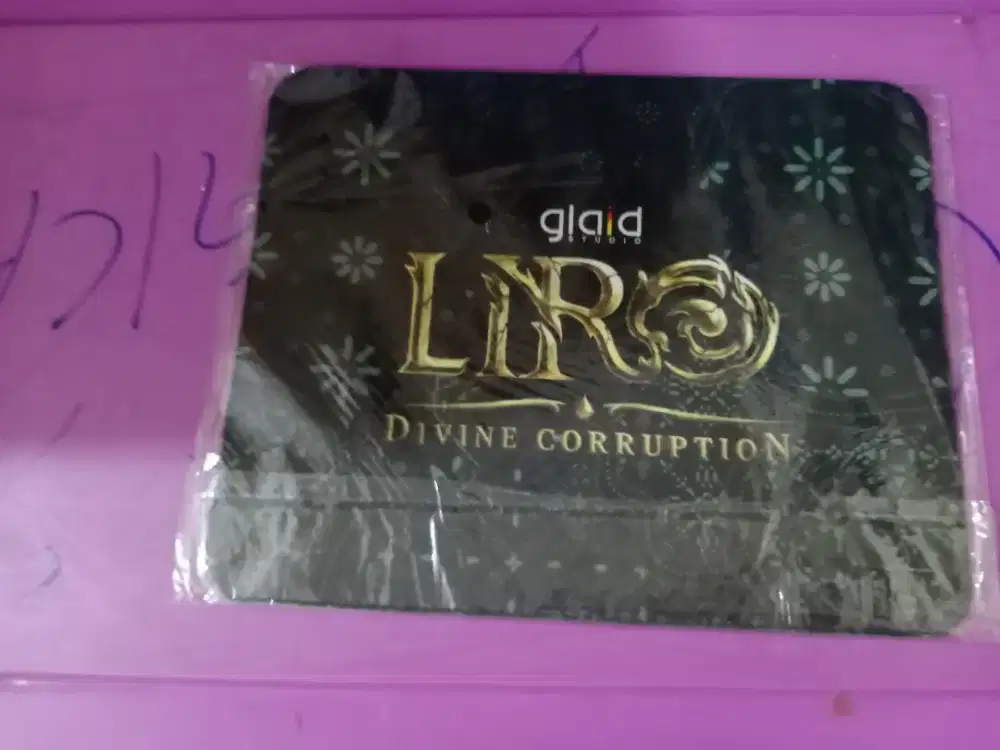 glaid
STUDIO
LIRO
DIVINE CORRUPTION